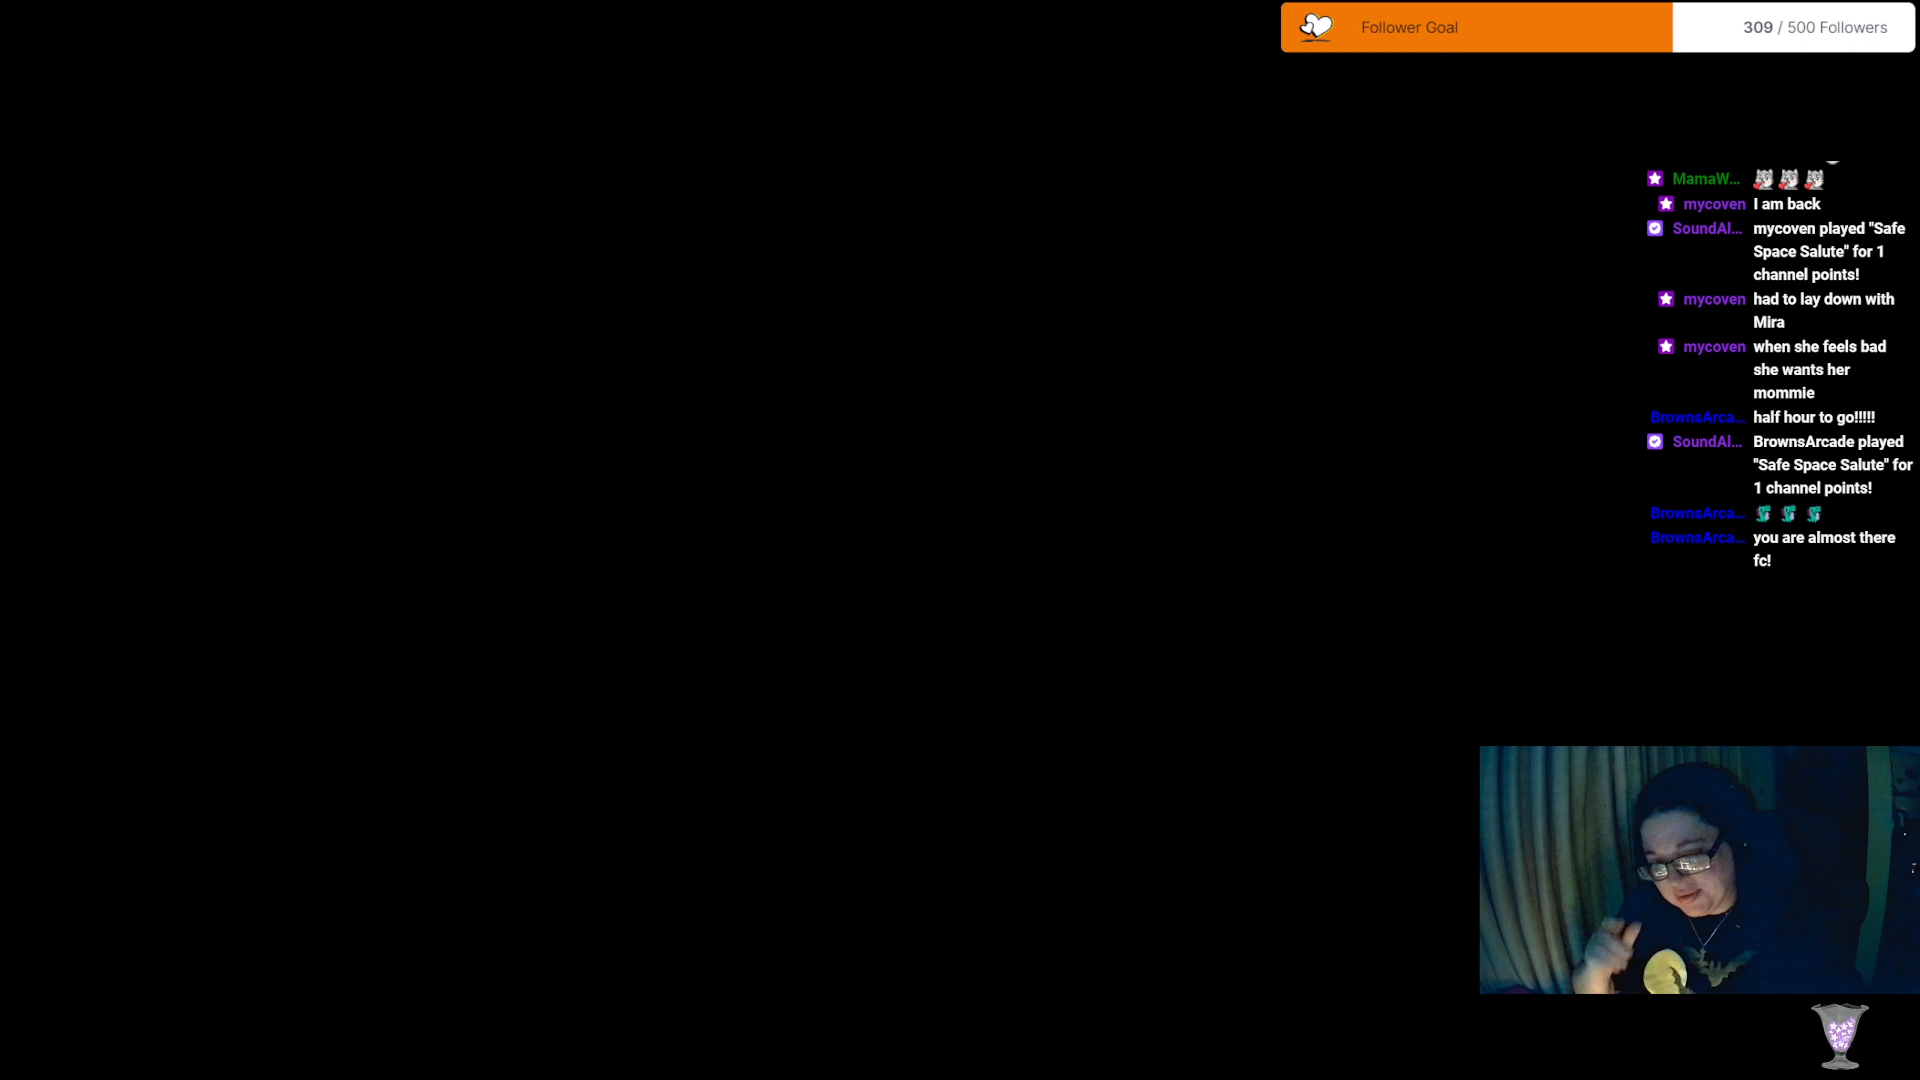 Follower Goal 309 / 500 Followers
MamaW...
mycoven I am back
SoundAl... mycoven played "Safe
Space Salute" for 1
channel points!
mycoven had to lay down with
Mira
mycoven when she feels bad
she wants her
mommie
BrownsArca... half hour to go!!!!!
SoundAl... BrownsArcade played
"Safe Space Salute" for
1 channel points!
BrownsArca...
BrownsArca... you are almost there
fc!